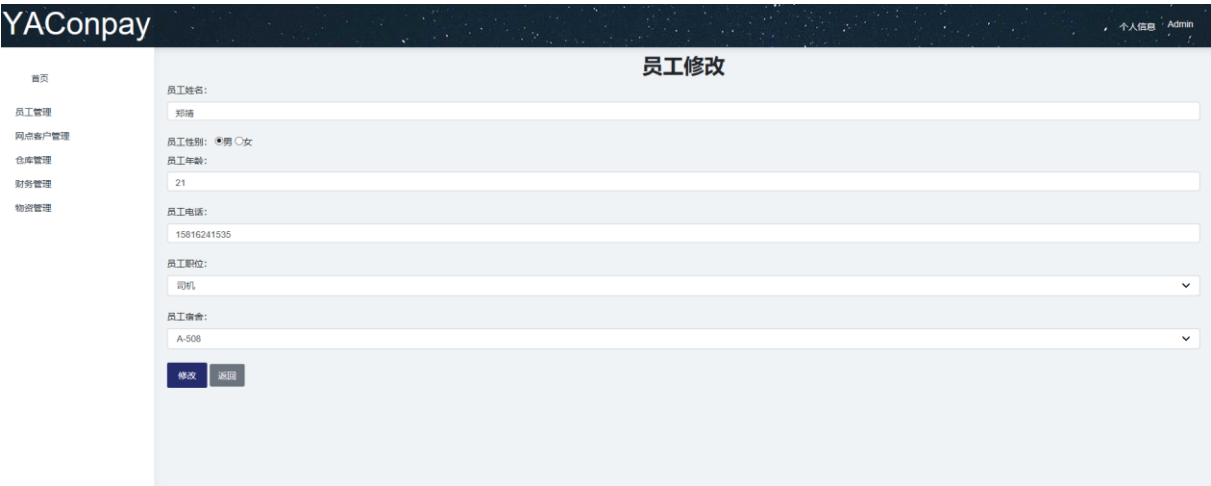 YAConpay
个人信息 Admin
首页
员工管理
网点客户管理
仓库管理
财务管理
物资管理
员工修改
员工姓名:
员工性别: 男 女
员工年龄:
21
员工电话:
15816241535
员工职位:
司机
员工宿舍:
A-508
修改 返回